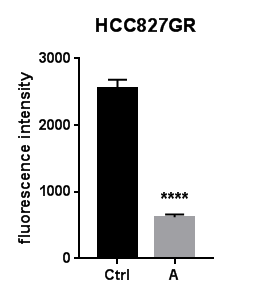 HCC827GR
fluorescence intensity
3000
2000
1000
0
****
Ctrl
A